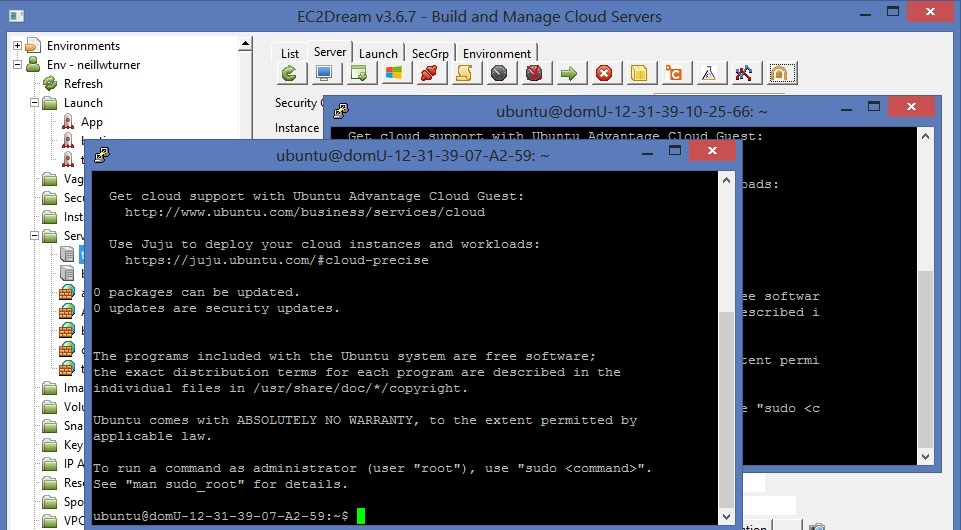 EC2Dream v3.6.7 - Build and Manage Cloud Servers
Environments
Env - neillvturner
Refresh
Launch
App
List
Server
Launch
SecGrp
Environment
Security
Instance
ubuntu@domU-12-31-39-10-25-66: ~
Get cloud support with Ubuntu Advantage Cloud Guest:
ubuntu@domU-12-31-39-07-A2-59: ~
Get cloud support with Ubuntu Advantage Cloud Guest:
http://www.ubuntu.com/business/services/cloud
Use Juju to deploy your cloud instances and workloads:
https://juju.ubuntu.com/#cloud-precise
0 packages can be updated.
0 updates are security updates.
The programs included with the Ubuntu system are free software;
the exact distribution terms for each program are described in the
individual files in /usr/share/doc/*/copyright.
Ubuntu comes with ABSOLUTELY NO WARRANTY, to the extent permitted by
applicable law.
To run a command as administrator (user "root"), use "sudo <command>".
See "man sudo_root" for details.
ubuntu@domU-12-31-39-07-A2-59:~$
oads:
ee softwar
escribed i
tent permi
e "sudo <c
Vag
Sec
Inst
Serv
Ima
Volu
Sna
Key
IP A
Res
Spo
VPC